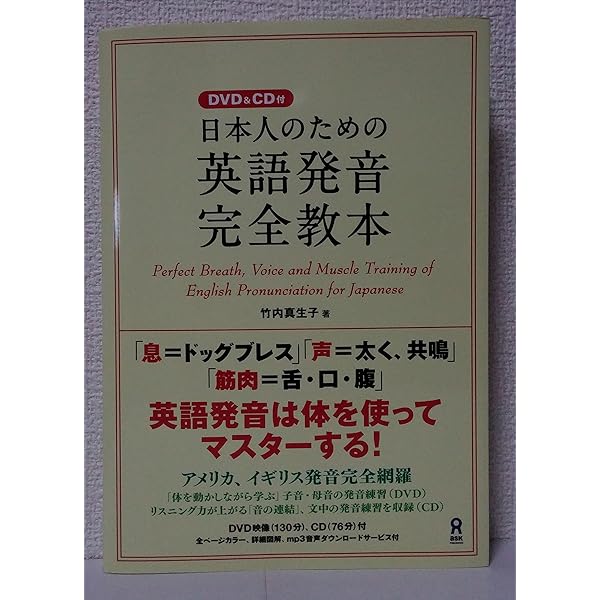 DVD&CD付
日本人のための
英語発音
完全教本
Perfect Breath, Voice and Muscle Training of
English Pronunciation for Japanese
竹内真生子 著
「息=ドッグブレス」「声=太く、共鳴」
「筋肉=舌・口・腹」
英語発音は体を使って
マスターする!
アメリカ、イギリス発音完全網羅
「体を動かしながら学ぶ」子音・母音の発音練習(DVD)
リスニング力が上がる「音の連結」、文中の発音練習を収録(CD)
DVD映像(130分)、CD(76分)付
全ページカラー、詳細図解、mp3音声ダウンロードサービス付
ask